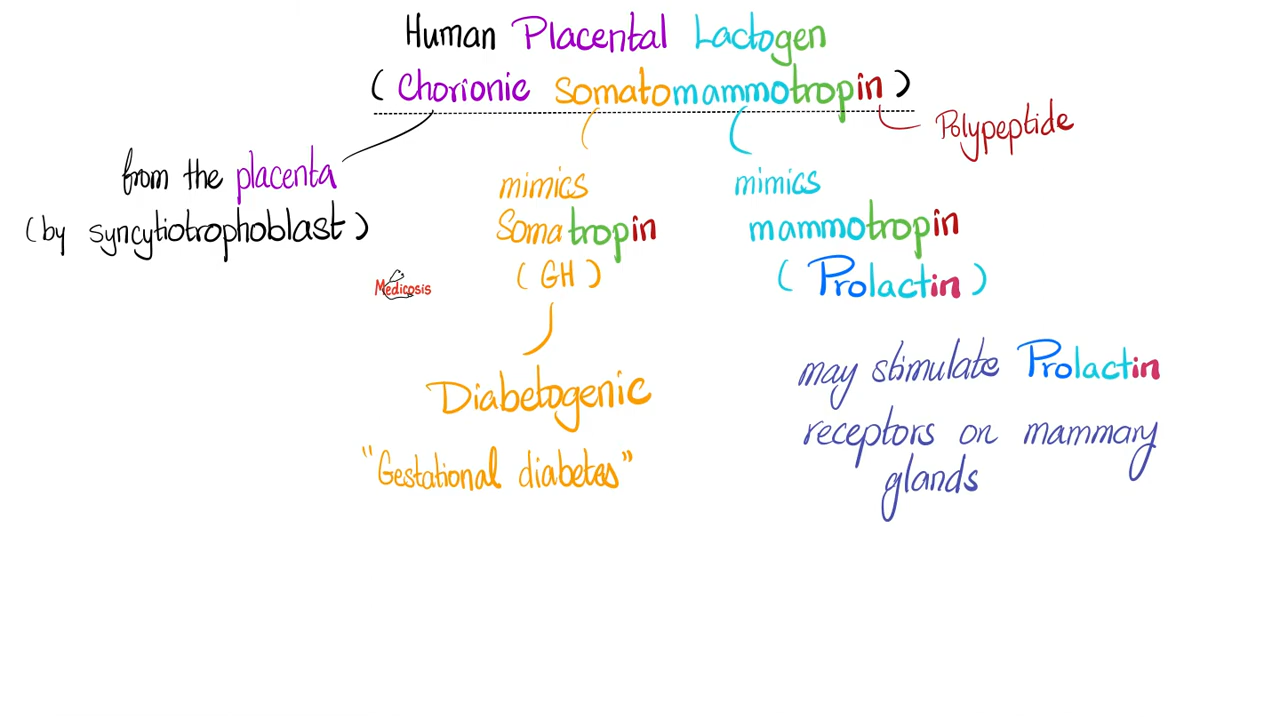 Human Placental Lactogen
(Chorionic Somatomammotropin)
Polypeptide
from the placenta
(by syncytiotrophoblast)
mimics
Somatropin
(GH)
Diabetogenic
"Gestational diabetes"
mimics
mammotropin
(Prolactin)
may stimulate Prolactin
receptors on mammary
glands
Medicosis